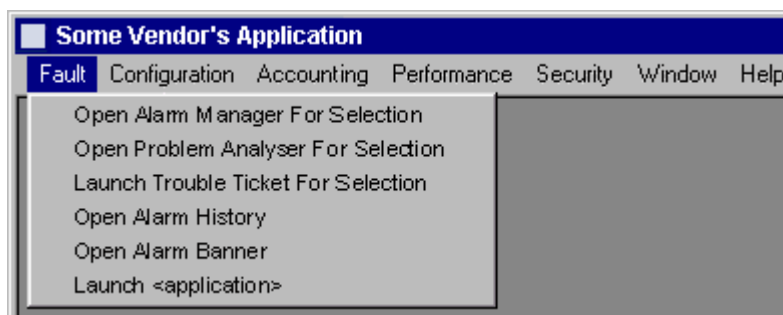 Some Vendor's Application
Fault Configuration Accounting Performance Security Window Help
Open Alarm Manager For Selection
Open Problem Analyser For Selection
Launch Trouble Ticket For Selection
Open Alarm History
Open Alarm Banner
Launch <application>